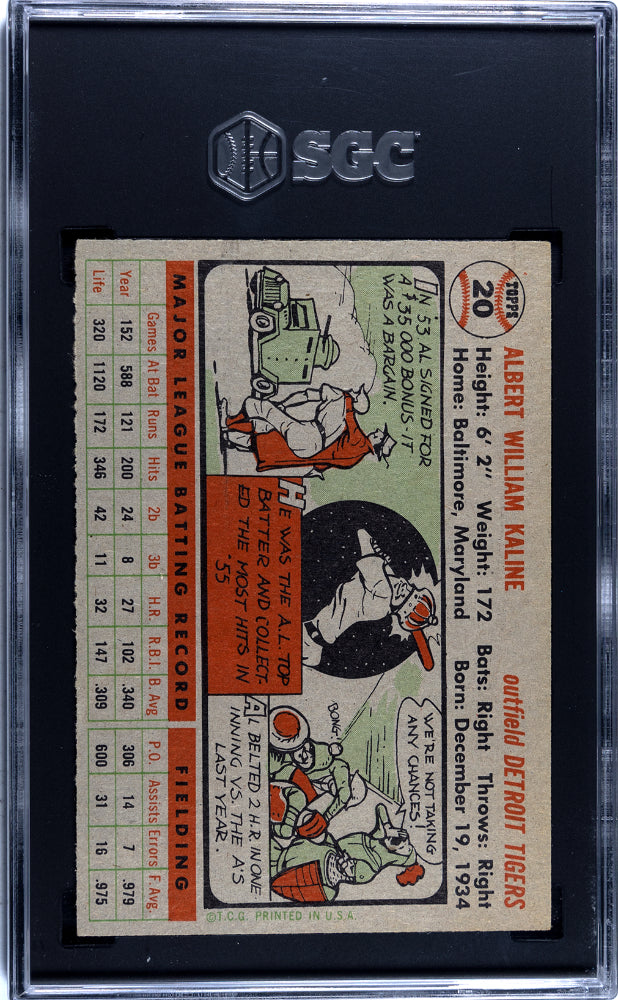 SGC
TOPPS
20
ALBERT WILLIAM KALINE outfield DETROIT TIGERS
Height: 6' 2" Weight: 172 Bats: Right Throws: Right
Home: Baltimore, Maryland Born: December 19, 1934
IN '53 AL SIGNED FOR
A $35 000 BONUS-IT
WAS A BARGAIN.
HE WAS THE A.L. TOP
BATTER AND COLLECT-
ED THE MOST HITS IN
'55
WE'RE NOT TAKING
ANY CHANCES!
BONG!
AL BELTED 2 H.R. IN ONE
INNING VS. THE A'S
LAST YEAR.
MAJOR LEAGUE BATTING RECORD FIELDING
Games At Bat Runs Hits 2b 3b H.R. R.B.I. B. Avg P.O. Assists Errors F. Avg.
Year 152 588 121 200 24 8 27 102 .340 306 14 7 .979
Life 320 1120 172 346 42 11 32 147 .309 600 31 16 .975
©T.C.G. PRINTED IN U.S.A.